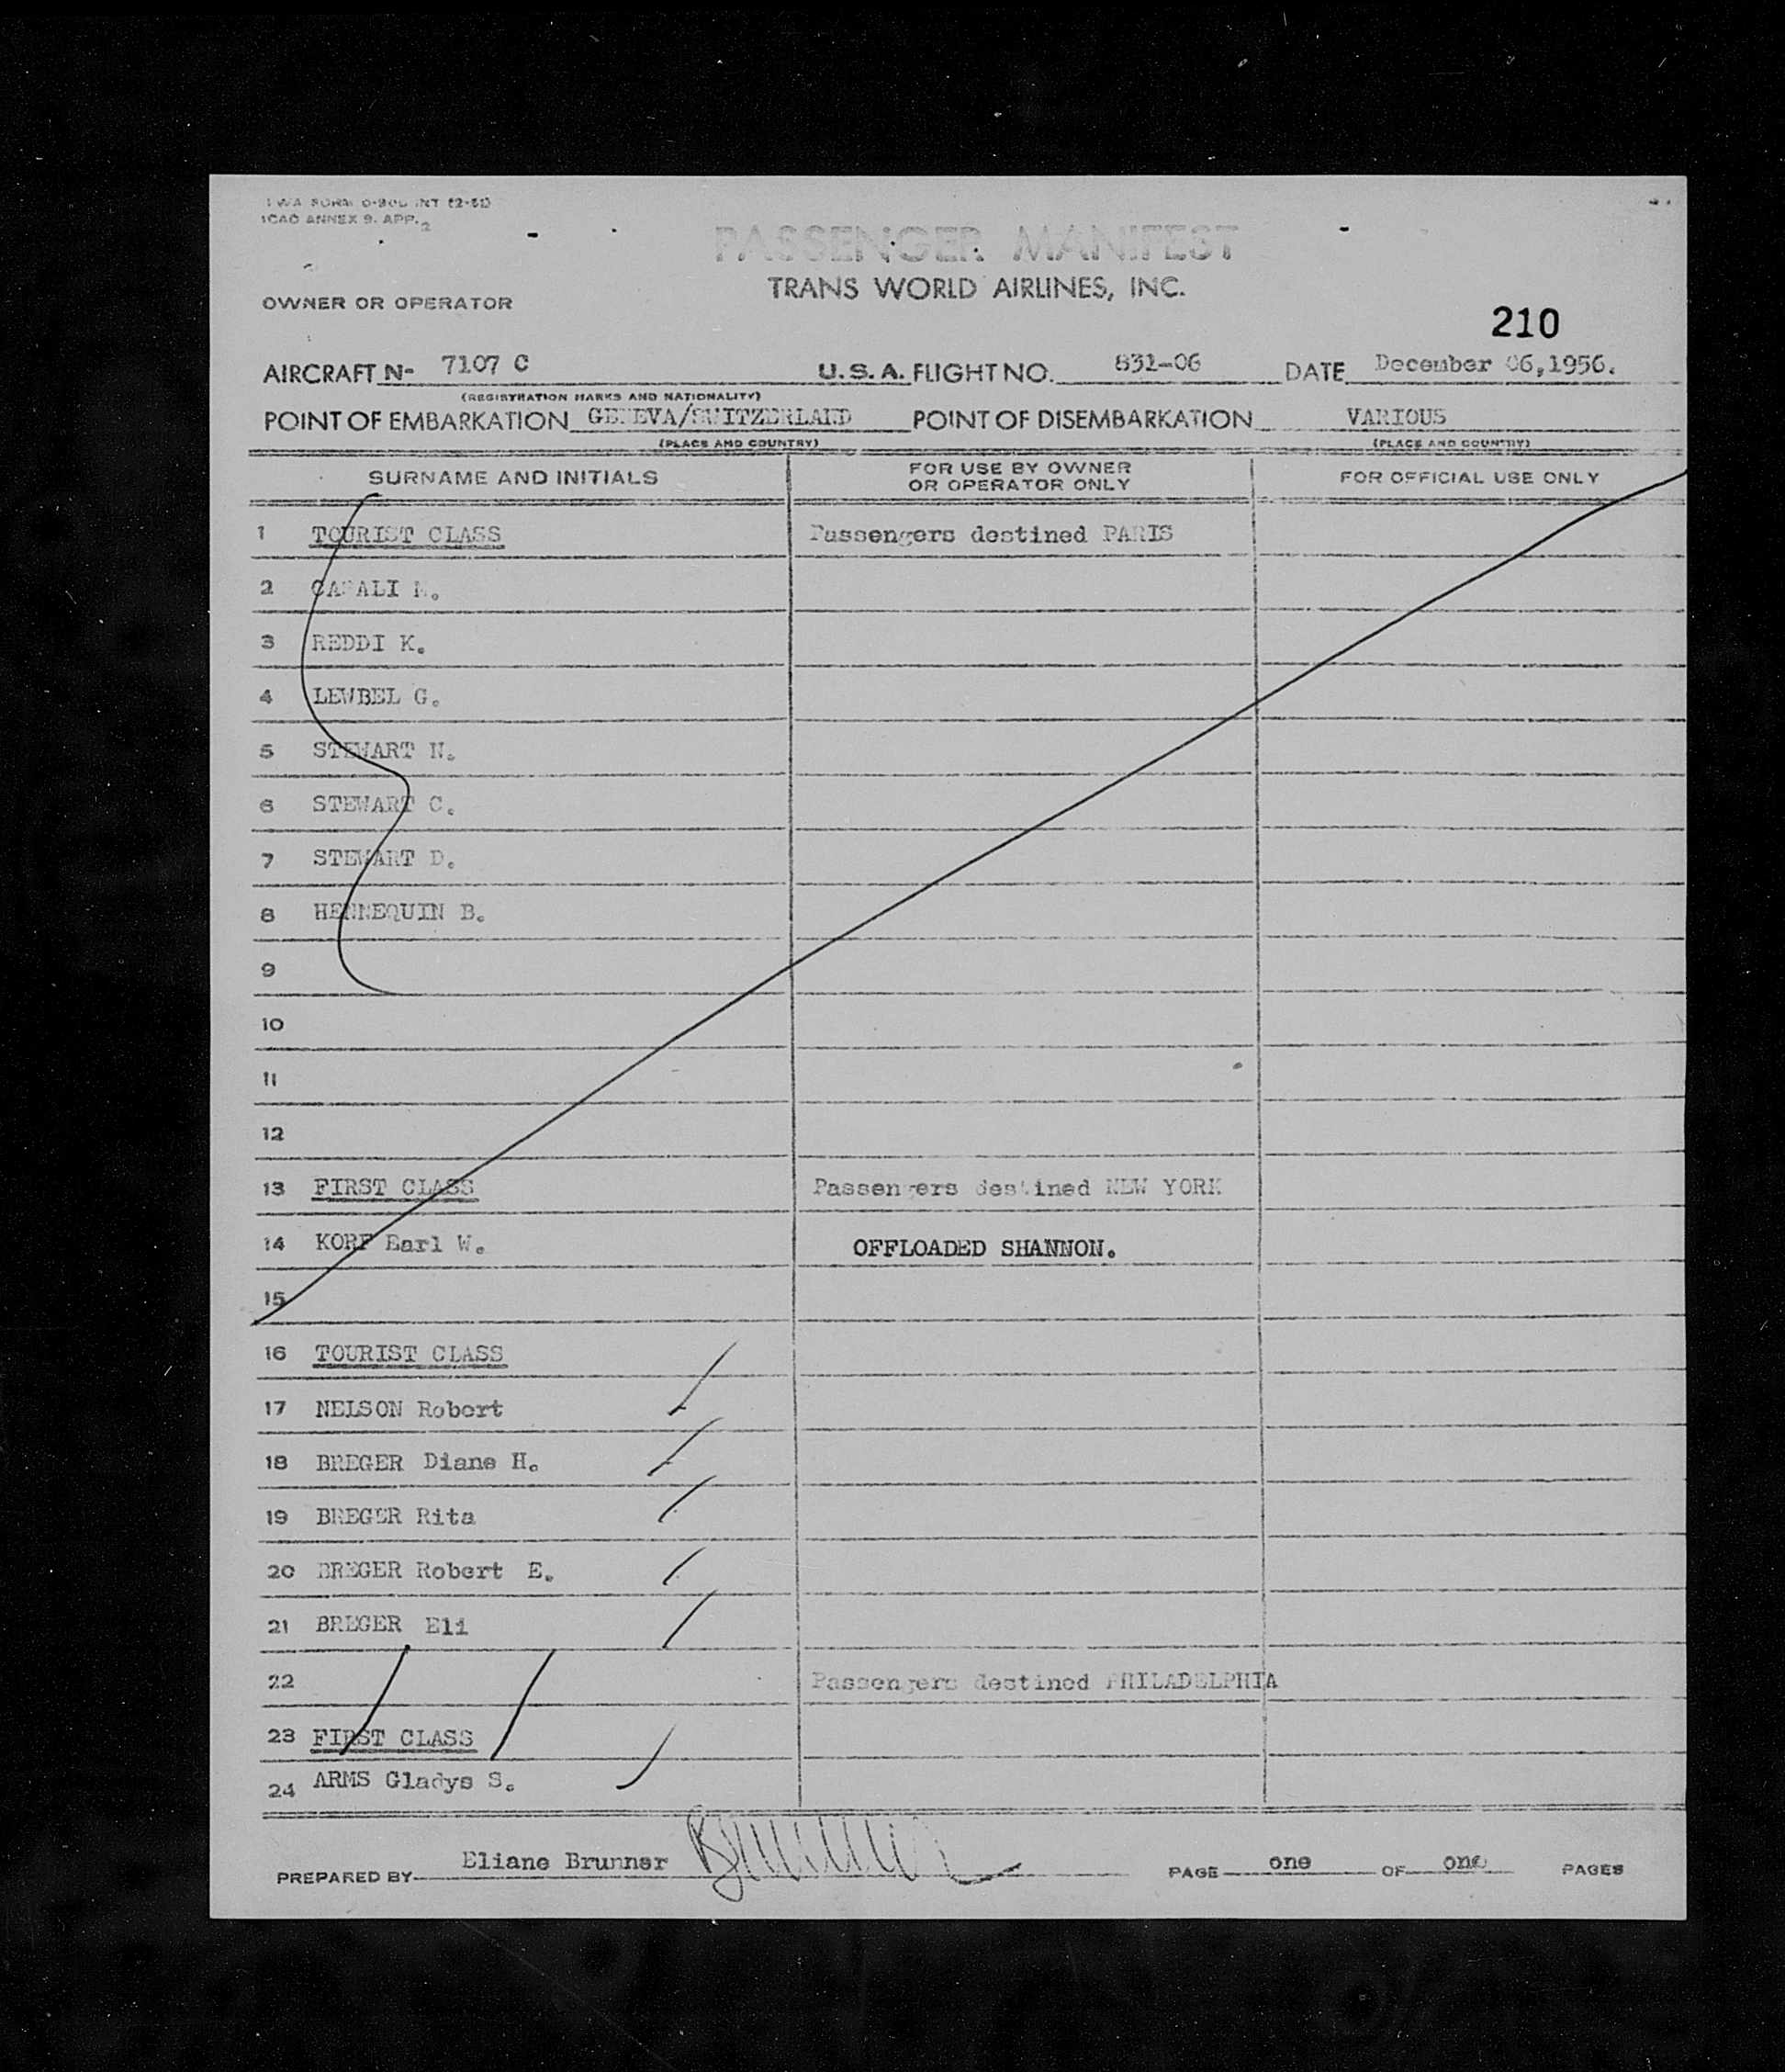 TWA FORM O-90L INT (2-51)
ICAO ANNEX 9. APP. 2
PASSENGER MANIFEST
TRANS WORLD AIRLINES, INC.
OWNER OR OPERATOR
210
AIRCRAFT N- 7107 C U.S.A. FLIGHT NO. 831-06 DATE December 06,1956.
(REGISTRATION MARKS AND NATIONALITY)
POINT OF EMBARKATION GENEVA/SWITZERLAND POINT OF DISEMBARKATION VARIOUS
(PLACE AND COUNTRY) (PLACE AND COUNTRY)
SURNAME AND INITIALS FOR USE BY OWNER OR OPERATOR ONLY FOR OFFICIAL USE ONLY
1 TOURIST CLASS Passengers destined PARIS
2
3 REDDI K.
4 LEWBEL G.
5 STEWART N.
6 STEWART C.
7 STEWART D.
8 HENNEQUIN B.
9
10
11
12
13 FIRST CLASS Passengers destined NEW YORK
14 KORF Earl W. OFFLOADED SHANNON.
15
16 TOURIST CLASS
17 NELSON Robert
18 BREGER Diane H.
19 BREGER Rita
20 BREGER Robert E.
21 BREGER Eli
22 Passengers destined PHILADELPHIA
23 FIRST CLASS
24 ARMS Gladys S.
PREPARED BY Eliane Brunner PAGE one OF one PAGES